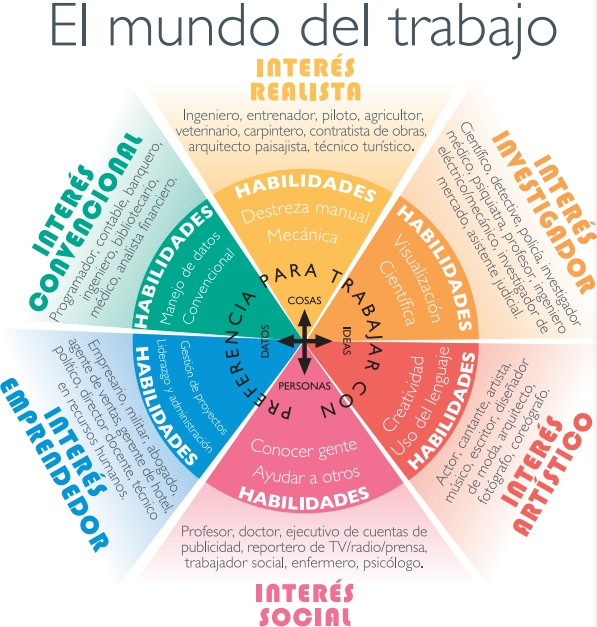 El mundo del trabajo
INTERÉS
REALISTA
Ingeniero, entrenador, piloto, agricultor,
veterinario, carpintero, contratista de obras,
arquitecto paisajista, técnico turístico.
HABILIDADES
Destreza manual
Mecánica
INTERÉS
INVESTIGADOR
Científico, detective, policía, investigador
médico, psiquiatra, profesor, ingeniero
eléctrico/mecánico, investigador de
mercado, asistente judicial
HABILIDADES
Visualización
Científica
INTERÉS
ARTÍSTICO
Actor, cantante, artista,
músico, escritor, diseñador
de moda, arquitecto,
fotógrafo, coreógrafo.
HABILIDADES
Creatividad
Uso del lenguaje
INTERÉS
SOCIAL
Profesor, doctor, ejecutivo de cuentas de
publicidad, reportero de TV/radio/prensa,
trabajador social, enfermero, psicólogo.
HABILIDADES
Conocer gente
Ayudar a otros
INTERÉS
EMPRENDEDOR
Empresario, militar, abogado,
agente de ventas, gerente de hotel,
político, director docente, técnico
en recursos humanos.
HABILIDADES
Gestión de proyectos
Liderazgo y administración
INTERÉS
CONVENCIONAL
Programador, contable, banquero,
ingeniero, bibliotecario,
médico, analista financiero.
HABILIDADES
Manejo de datos
Convencional
PREFERENCIA PARA TRABAJAR CON
COSAS
IDEAS
PERSONAS
DATOS